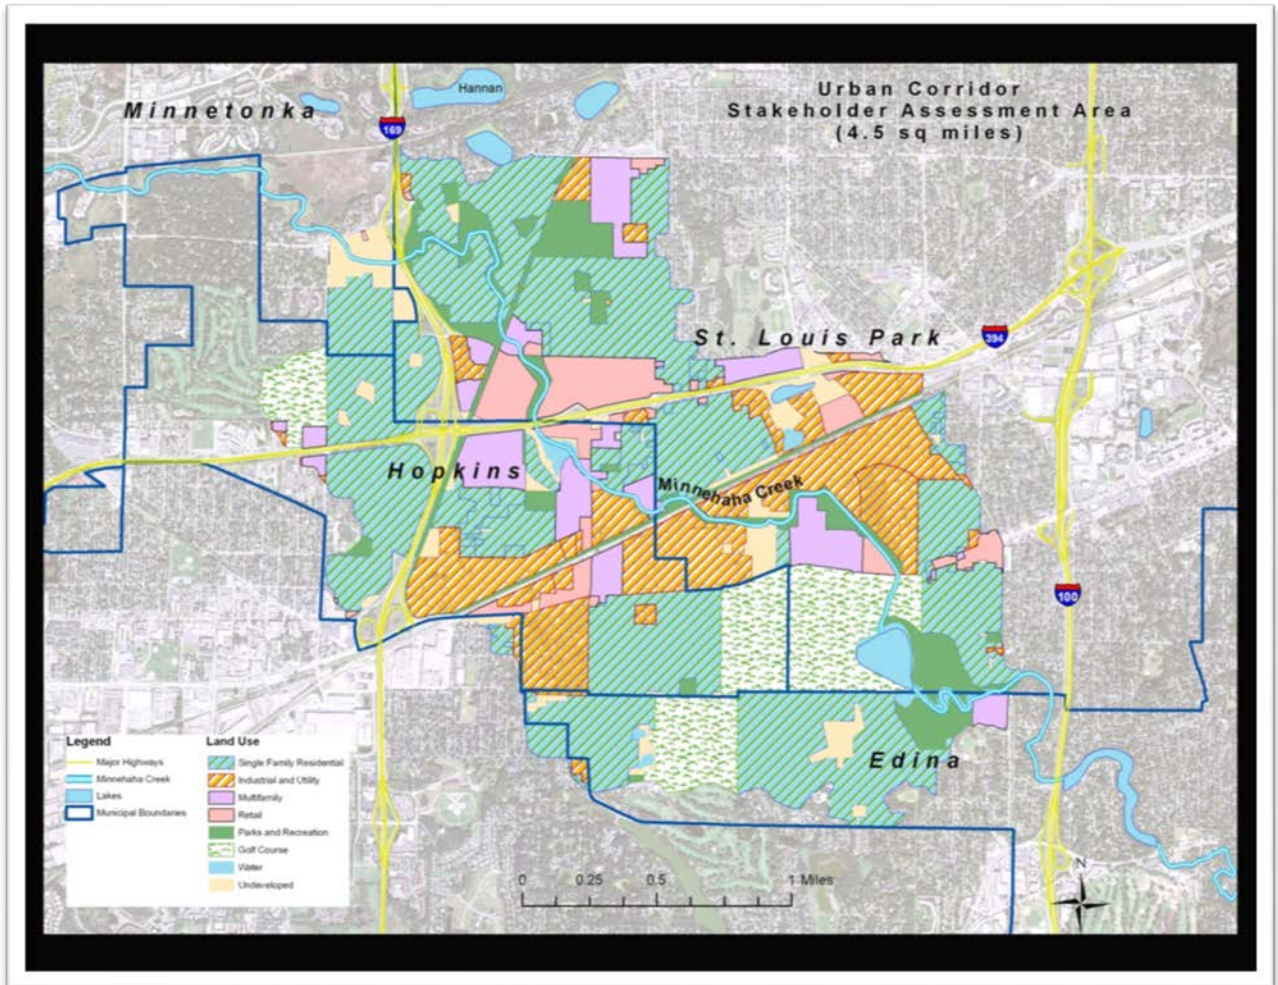 Minnetonka
Hannan
169
Urban Corridor
Stakeholder Assessment Area
(4.5 sq miles)
St. Louis Park
394
Hopkins
Minnehaha Creek
100
Edina
Legend
Major Highways
Minnehaha Creek
Lakes
Municipal Boundaries
Land Use
Single Family Residential
Industrial and Utility
Multifamily
Retail
Parks and Recreation
Golf Course
Water
Undeveloped
0 0.25 0.5 1 Miles
N